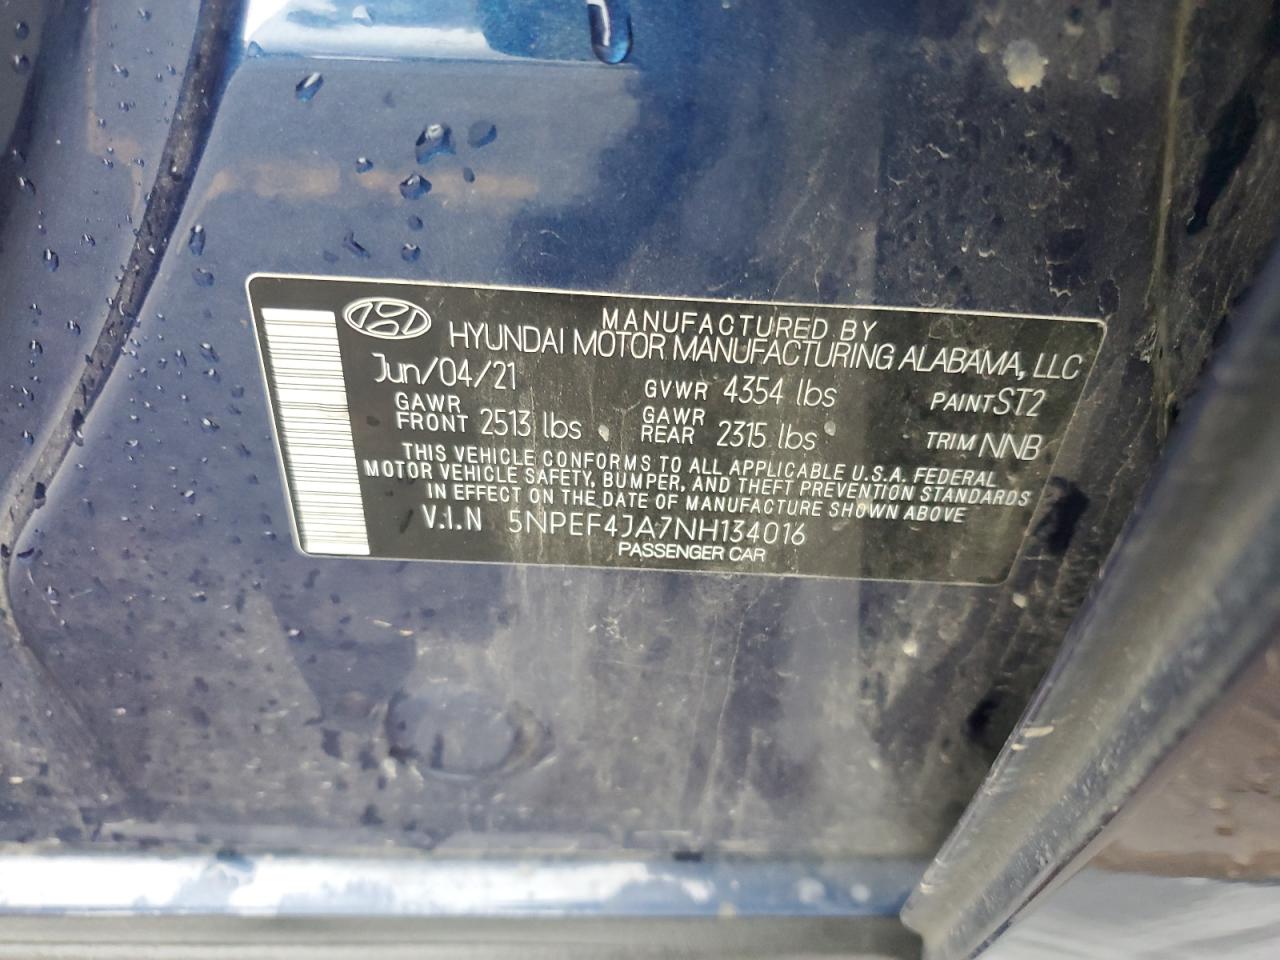 MANUFACTURED BY
HYUNDAI MOTOR MANUFACTURING ALABAMA, LLC
Jun/04/21 GVWR 4354 lbs PAINT ST2
GAWR FRONT 2513 lbs GAWR REAR 2315 lbs TRIM NNB
THIS VEHICLE CONFORMS TO ALL APPLICABLE U.S.A. FEDERAL
MOTOR VEHICLE SAFETY, BUMPER, AND THEFT PREVENTION STANDARDS
IN EFFECT ON THE DATE OF MANUFACTURE SHOWN ABOVE
V.I.N 5NPEF4JA7NH134016
PASSENGER CAR